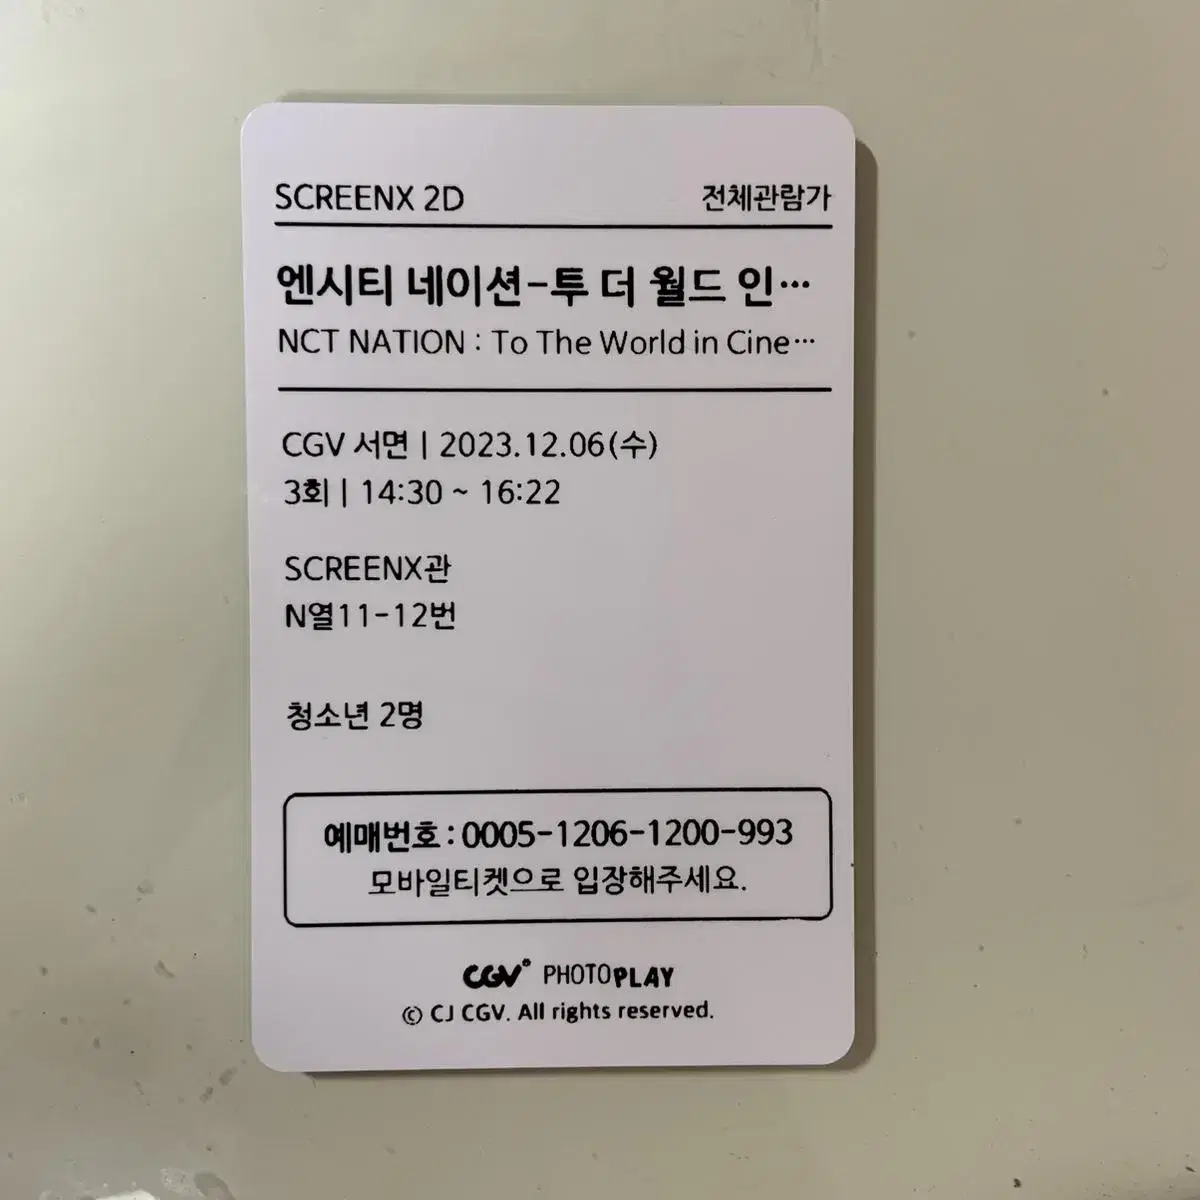 SCREENX 2D 전체관람가
엔시티 네이션-투 더 월드 인…
NCT NATION : To The World in Cine…
CGV 서면 | 2023.12.06(수)
3회 | 14:30 ~ 16:22
SCREENX관
N열11-12번
청소년 2명
예매번호:0005-1206-1200-993
모바일티켓으로 입장해주세요.
CGV PHOTOPLAY
© CJ CGV. All rights reserved.